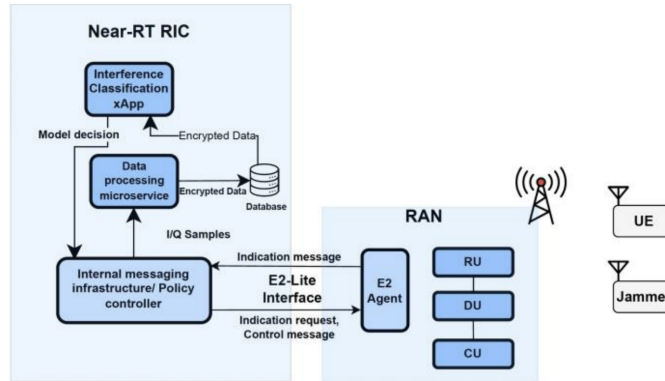 Near-RT RIC
Interference
Classification
xApp
Model decision
Encrypted Data
Data
processing
microservice
Encrypted Data
Database
I/Q Samples
Internal messaging
infrastructure/ Policy
controller
Indication message
E2-Lite
Interface
Indication request,
Control message
RAN
E2
Agent
RU
DU
CU
UE
Jamme